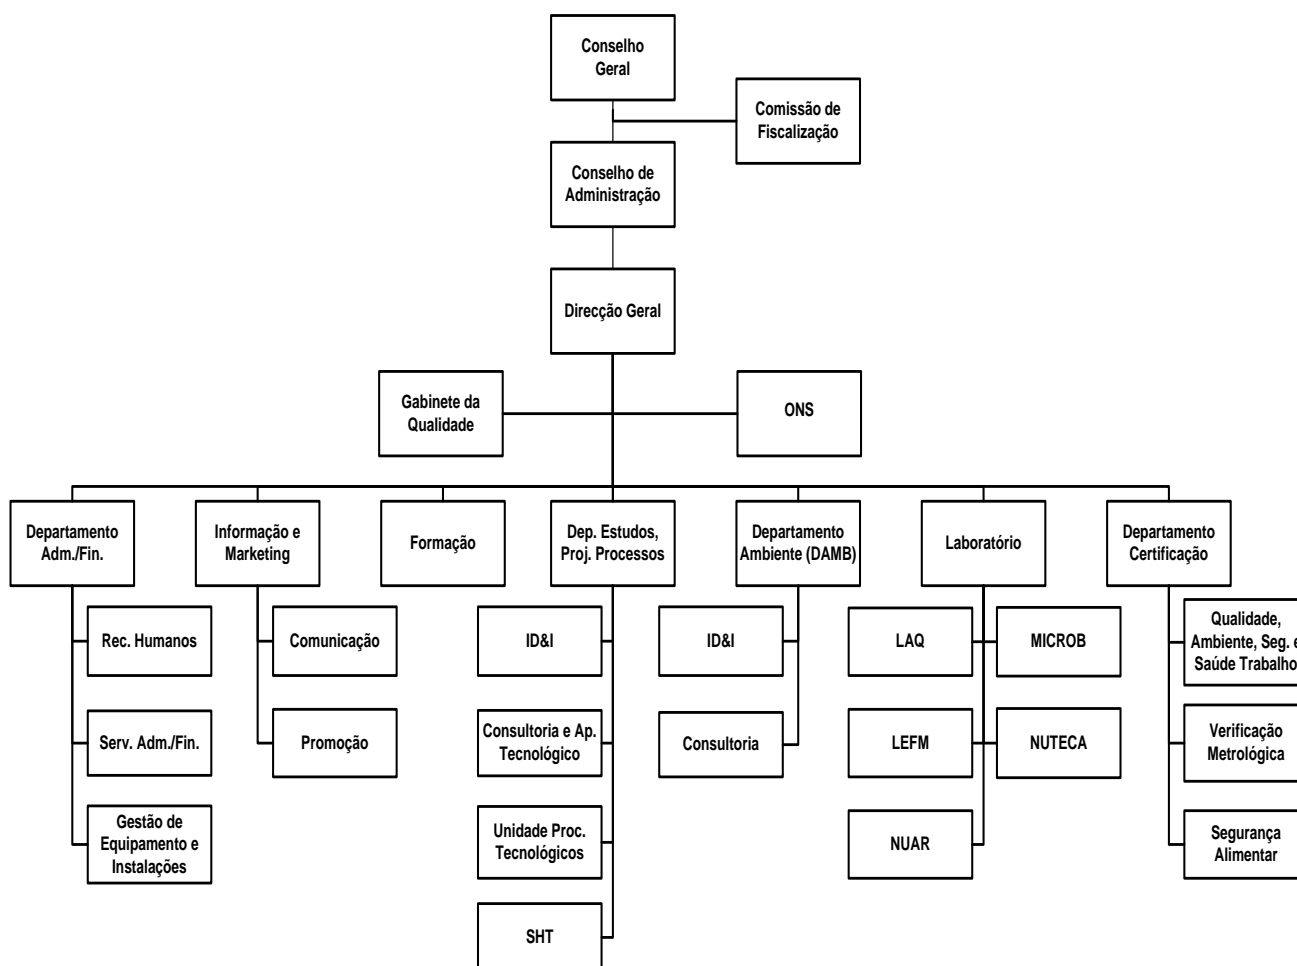 Conselho
Geral
Comissão de
Fiscalização
Conselho de
Administração
Direcção Geral
Gabinete da
Qualidade
ONS
Departamento
Adm./Fin.
Informação e
Marketing
Formação
Dep. Estudos,
Proj. Processos
Departamento
Ambiente (DAMB)
Laboratório
Departamento
Certificação
Rec. Humanos
Comunicação
ID&I
ID&I
LAQ
MICROB
Qualidade,
Ambiente, Seg. e
Saúde Trabalho
Serv. Adm./Fin.
Promoção
Consultoria e Ap.
Tecnológico
Consultoria
LEFM
NUTECA
Verificação
Metrológica
Gestão de
Equipamento e
Instalações
Unidade Proc.
Tecnológicos
NUAR
Segurança
Alimentar
SHT